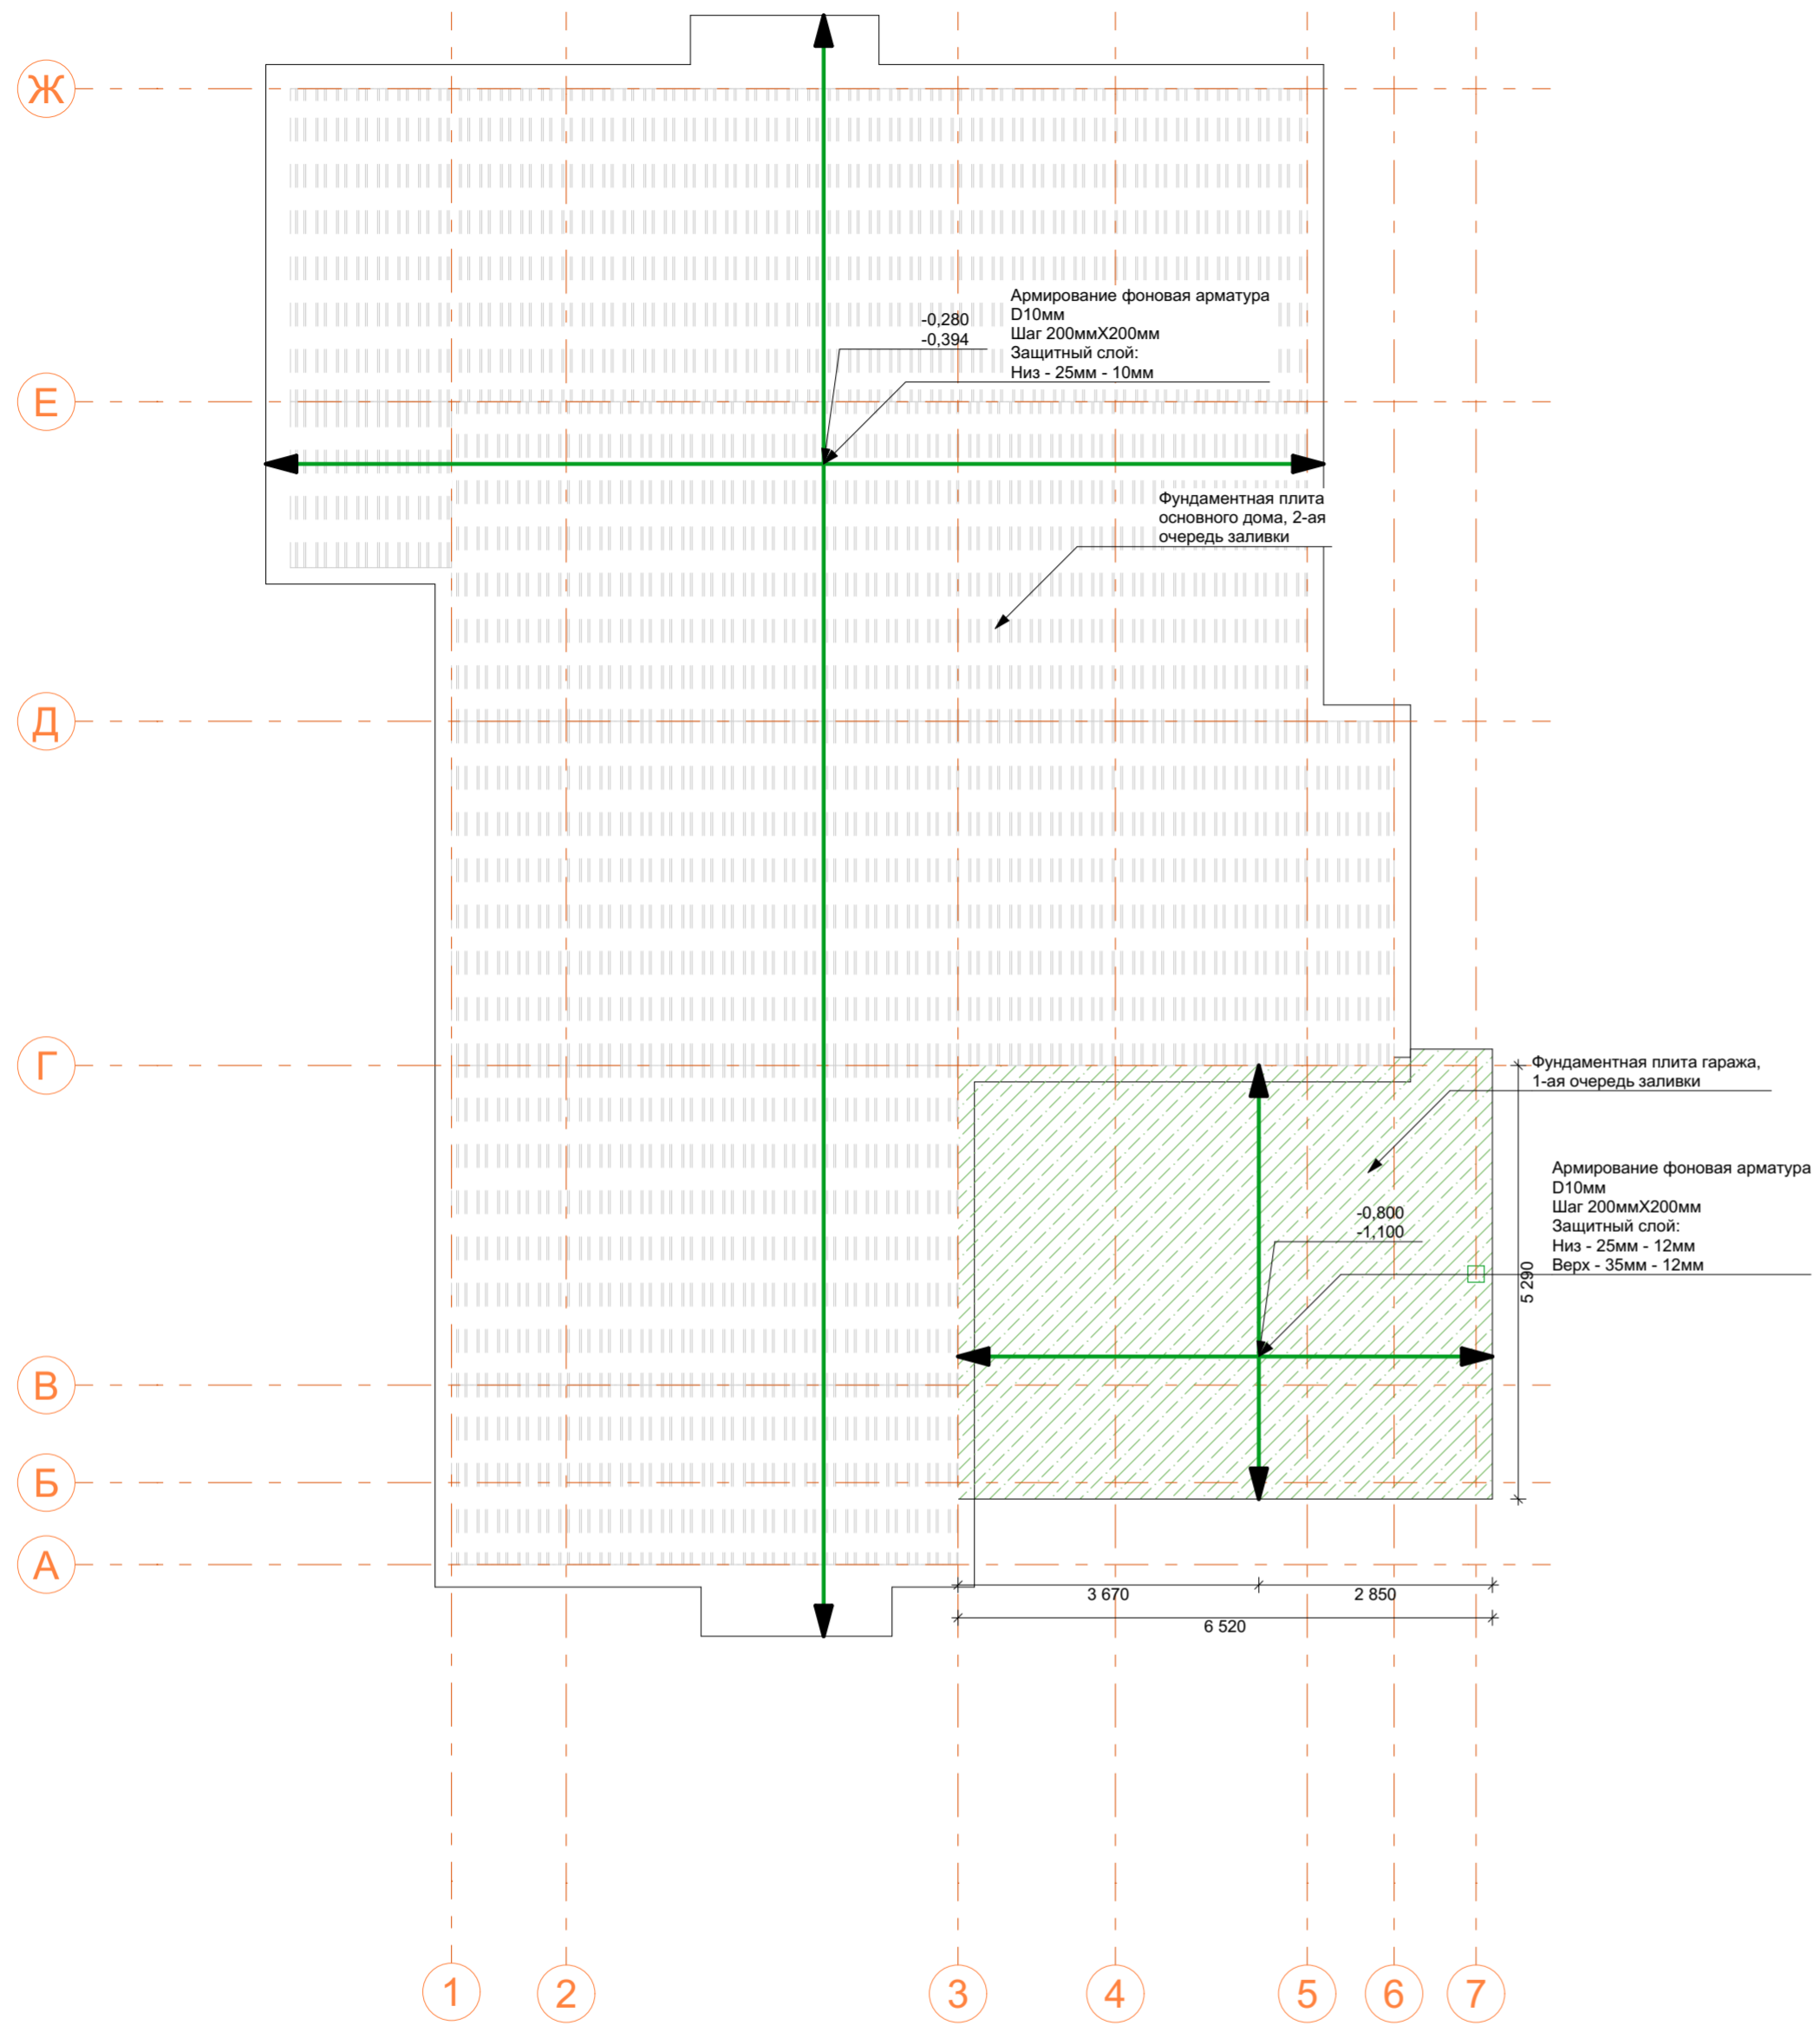 Ж
-0,280
-0,394
Армирование фоновая арматура
D10мм
Шаг 200ммX200мм
Защитный слой:
Низ - 25мм - 10мм
Е
Фундаментная плита
основного дома, 2-ая
очередь заливки
Д
Г
Фундаментная плита гаража,
1-ая очередь заливки
Армирование фоновая арматура
D10мм
Шаг 200ммX200мм
Защитный слой:
Низ - 25мм - 12мм
Верх - 35мм - 12мм
-0,800
-1,100
5 290
В
Б
А
3 670
2 850
6 520
1
2
3
4
5
6
7